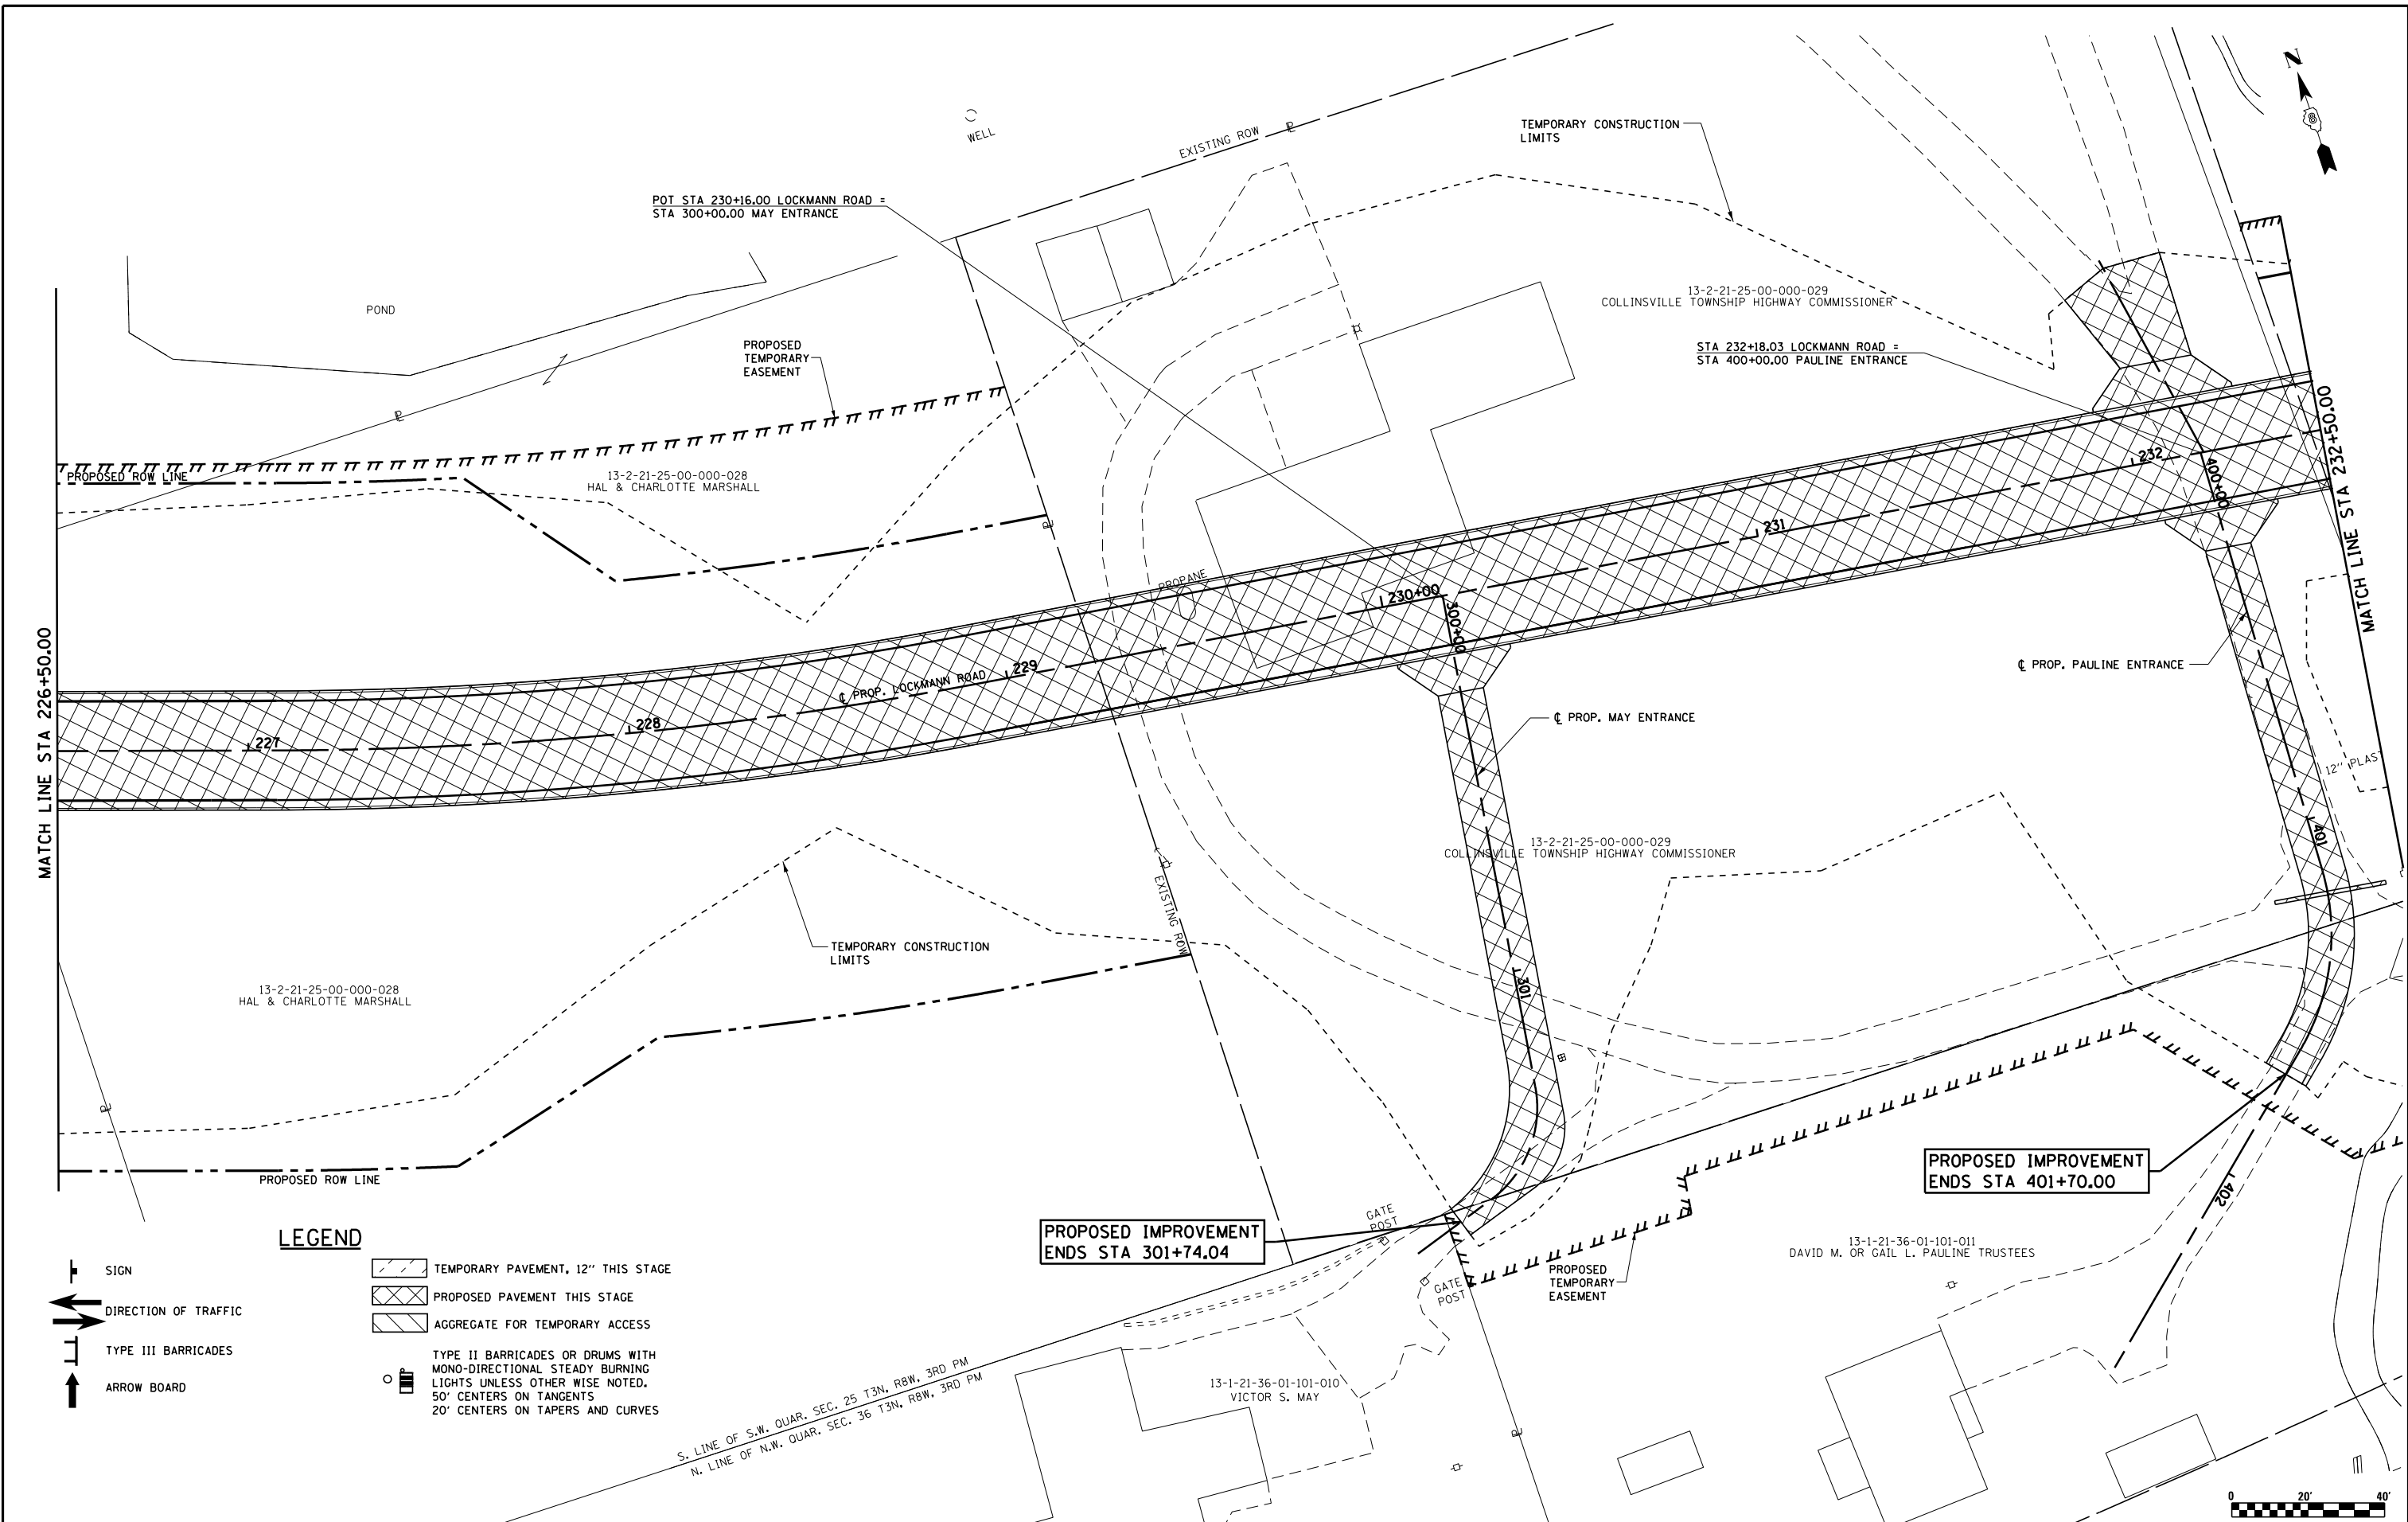 N
8
WELL
EXISTING ROW
P̲L̲
TEMPORARY CONSTRUCTION
LIMITS
POT STA 230+16.00 LOCKMANN ROAD =
STA 300+00.00 MAY ENTRANCE
POND
13-2-21-25-00-000-029
COLLINSVILLE TOWNSHIP HIGHWAY COMMISSIONER
PROPOSED
TEMPORARY
EASEMENT
STA 232+18.03 LOCKMANN ROAD =
STA 400+00.00 PAULINE ENTRANCE
PL
PROPOSED ROW LINE
13-2-21-25-00-000-028
HAL & CHARLOTTE MARSHALL
PL
MATCH LINE STA 232+50.00
232
400+00
231
PROPANE
230+00
300+00
229
℄ PROP. LOCKMANN ROAD
228
227
MATCH LINE STA 226+50.00
℄ PROP. PAULINE ENTRANCE
℄ PROP. MAY ENTRANCE
12" PLAST
401
13-2-21-25-00-000-029
COLLINSVILLE TOWNSHIP HIGHWAY COMMISSIONER
EXISTING ROW
TEMPORARY CONSTRUCTION
LIMITS
301
13-2-21-25-00-000-028
HAL & CHARLOTTE MARSHALL
PL
PROPOSED ROW LINE
PROPOSED IMPROVEMENT
ENDS STA 401+70.00
402
GATE
POST
PROPOSED IMPROVEMENT
ENDS STA 301+74.04
GATE
POST
PROPOSED
TEMPORARY
EASEMENT
13-1-21-36-01-101-011
DAVID M. OR GAIL L. PAULINE TRUSTEES
13-1-21-36-01-101-010
VICTOR S. MAY
PL
S. LINE OF S.W. QUAR. SEC. 25 T3N, R8W, 3RD PM
N. LINE OF N.W. QUAR. SEC. 36 T3N, R8W, 3RD PM
LEGEND
SIGN
DIRECTION OF TRAFFIC
TYPE III BARRICADES
ARROW BOARD
TEMPORARY PAVEMENT, 12" THIS STAGE
PROPOSED PAVEMENT THIS STAGE
AGGREGATE FOR TEMPORARY ACCESS
TYPE II BARRICADES OR DRUMS WITH
MONO-DIRECTIONAL STEADY BURNING
LIGHTS UNLESS OTHER WISE NOTED.
50' CENTERS ON TANGENTS
20' CENTERS ON TAPERS AND CURVES
0 20' 40'